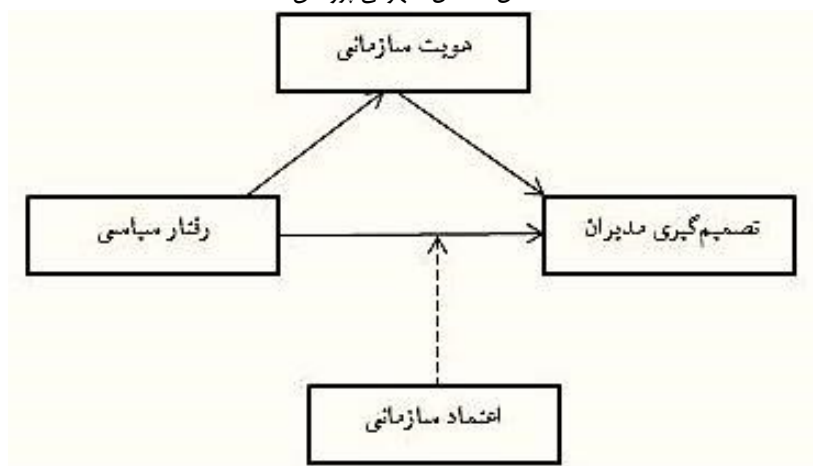 هویت سازمانی
رفتار سیاسی
تصمیم‌گیری مدیران
اعتماد سازمانی